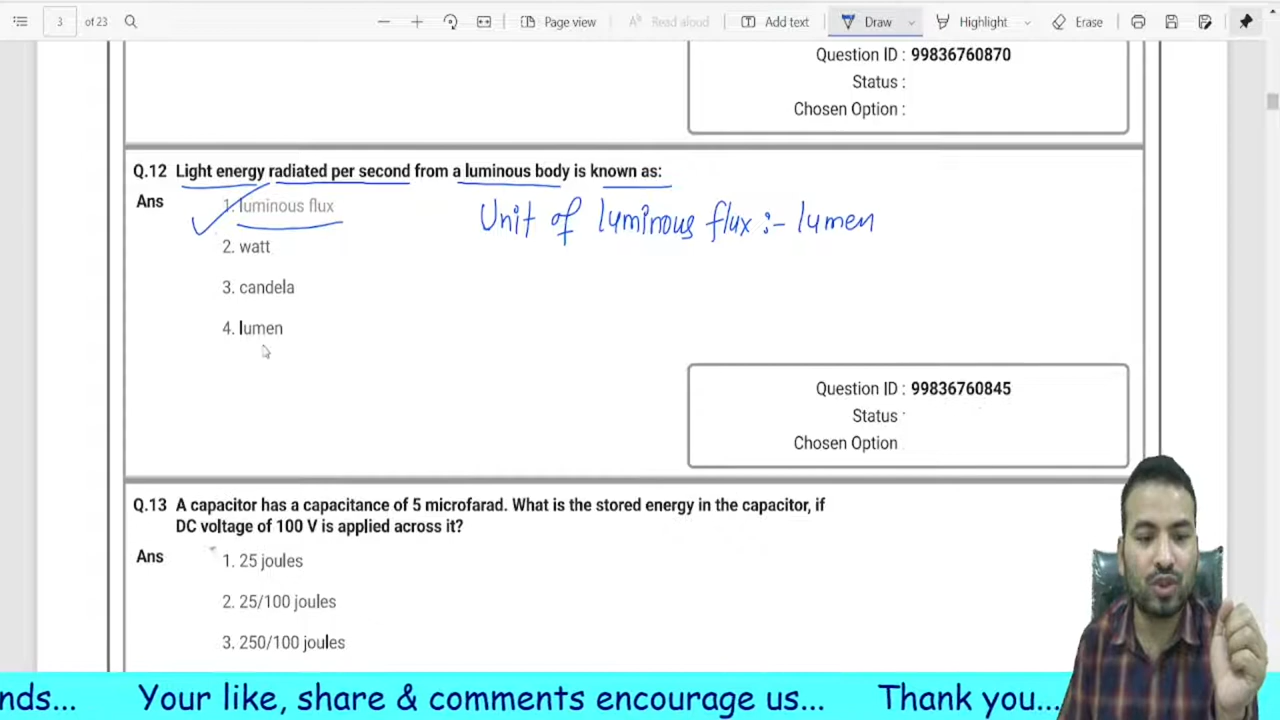 3 of 23 Page view Read aloud Add text Draw Highlight Erase
Question ID : 99836760870
Status :
Chosen Option :
Q.12 Light energy radiated per second from a luminous body is known as:
Ans 1. luminous flux
Unit of luminous flux :- lumen
2. watt
3. candela
4. lumen
Question ID : 99836760845
Status :
Chosen Option
Q.13 A capacitor has a capacitance of 5 microfarad. What is the stored energy in the capacitor, if
DC voltage of 100 V is applied across it?
Ans 1. 25 joules
2. 25/100 joules
3. 250/100 joules
nds... Your like, share & comments encourage us... Thank you...